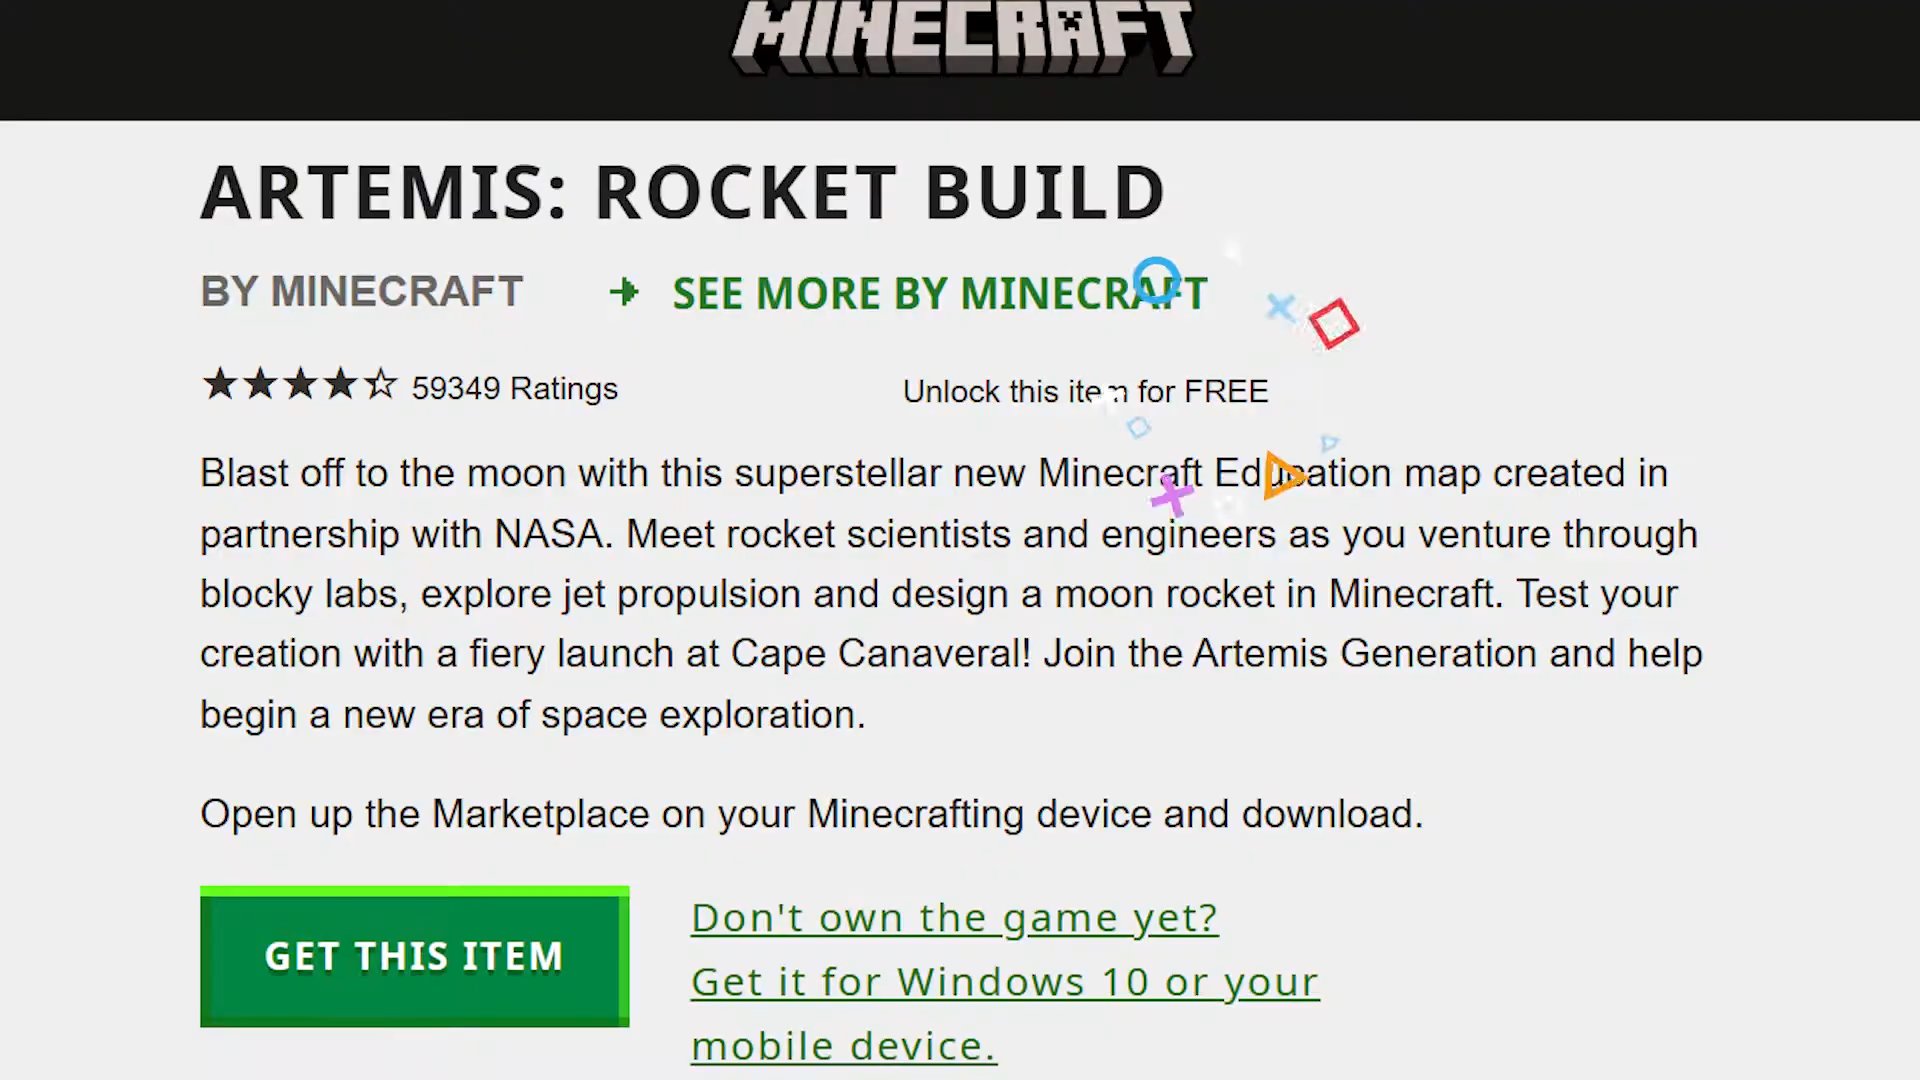 MINECRAFT
ARTEMIS: ROCKET BUILD
BY MINECRAFT
SEE MORE BY MINECRAFT
59349 Ratings
Unlock this item for FREE
Blast off to the moon with this superstellar new Minecraft Education map created in
partnership with NASA. Meet rocket scientists and engineers as you venture through
blocky labs, explore jet propulsion and design a moon rocket in Minecraft. Test your
creation with a fiery launch at Cape Canaveral! Join the Artemis Generation and help
begin a new era of space exploration.
Open up the Marketplace on your Minecrafting device and download.
GET THIS ITEM
Don't own the game yet?
Get it for Windows 10 or your
mobile device.